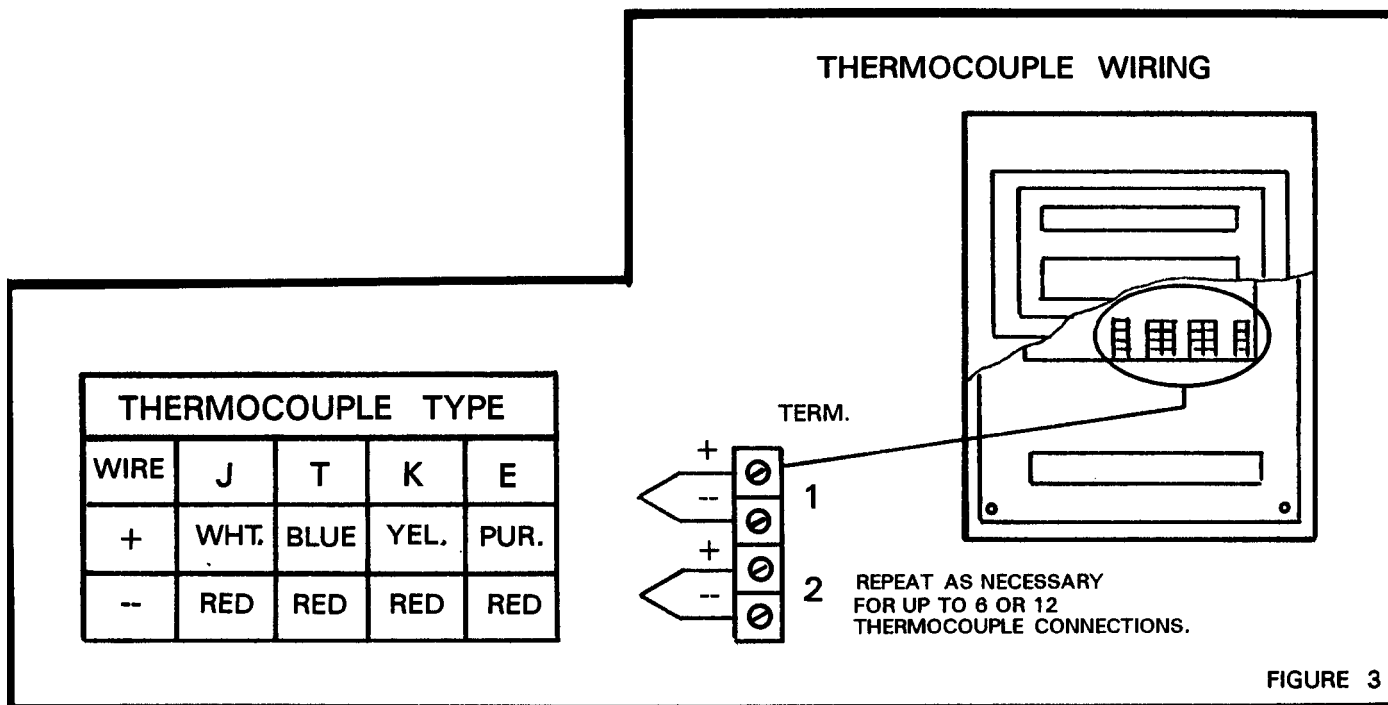 THERMOCOUPLE WIRING
THERMOCOUPLE TYPE
WIRE J T K E
+ WHT. BLUE YEL. PUR.
-- RED RED RED RED
TERM.
+
--
1
+
--
2
REPEAT AS NECESSARY
FOR UP TO 6 OR 12
THERMOCOUPLE CONNECTIONS.
FIGURE 3